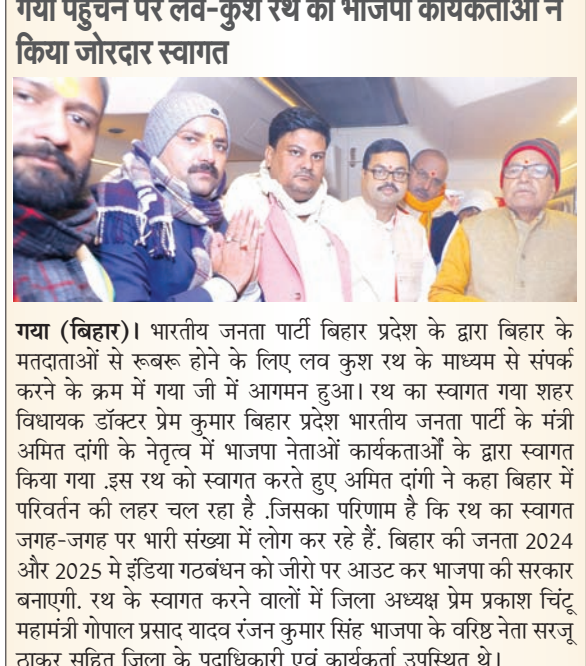 गया पहुंचने पर लव-कुश रथ का भाजपा कार्यकर्ताओं ने
किया जोरदार स्वागत
गया (बिहार)। भारतीय जनता पार्टी बिहार प्रदेश के द्वारा बिहार के
मतदाताओं से रूबरू होने के लिए लव कुश रथ के माध्यम से संपर्क
करने के क्रम में गया जी में आगमन हुआ। रथ का स्वागत गया शहर
विधायक डॉक्टर प्रेम कुमार बिहार प्रदेश भारतीय जनता पार्टी के मंत्री
अमित दांगी के नेतृत्व में भाजपा नेताओं कार्यकर्ताओं के द्वारा स्वागत
किया गया .इस रथ को स्वागत करते हुए अमित दांगी ने कहा बिहार में
परिवर्तन की लहर चल रहा है .जिसका परिणाम है कि रथ का स्वागत
जगह-जगह पर भारी संख्या में लोग कर रहे हैं. बिहार की जनता 2024
और 2025 मे इंडिया गठबंधन को जीरो पर आउट कर भाजपा की सरकार
बनाएगी. रथ के स्वागत करने वालों में जिला अध्यक्ष प्रेम प्रकाश चिंटू
महामंत्री गोपाल प्रसाद यादव रंजन कुमार सिंह भाजपा के वरिष्ठ नेता सरजू
ठाकुर सहित जिला के पदाधिकारी एवं कार्यकर्ता उपस्थित थे।